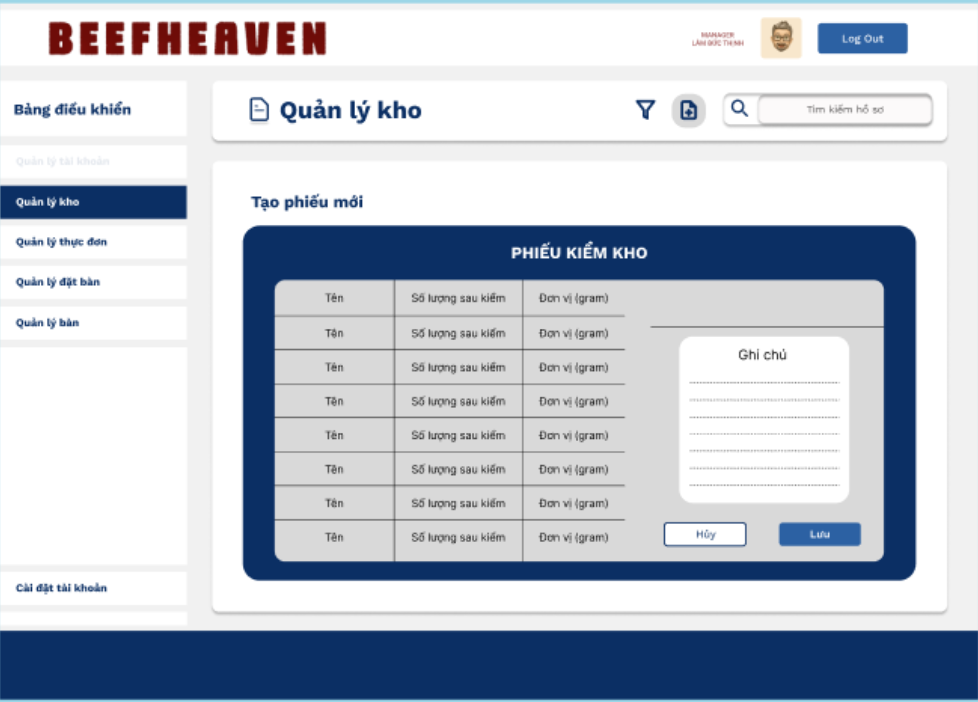 BEEFHEAVEN
MANAGER
LÂM ĐỨC THỊNH
Log Out
Bảng điều khiển
Quản lý kho
Tìm kiếm hồ sơ
Quản lý tài khoản
Quản lý kho
Quản lý thực đơn
Quản lý đặt bàn
Quản lý bàn
Cài đặt tài khoản
Tạo phiếu mới
PHIẾU KIỂM KHO
Tên Số lượng sau kiểm Đơn vị (gram)
Tên Số lượng sau kiểm Đơn vị (gram)
Tên Số lượng sau kiểm Đơn vị (gram)
Tên Số lượng sau kiểm Đơn vị (gram)
Tên Số lượng sau kiểm Đơn vị (gram)
Tên Số lượng sau kiểm Đơn vị (gram)
Tên Số lượng sau kiểm Đơn vị (gram)
Tên Số lượng sau kiểm Đơn vị (gram)
Ghi chú
Hủy
Lưu